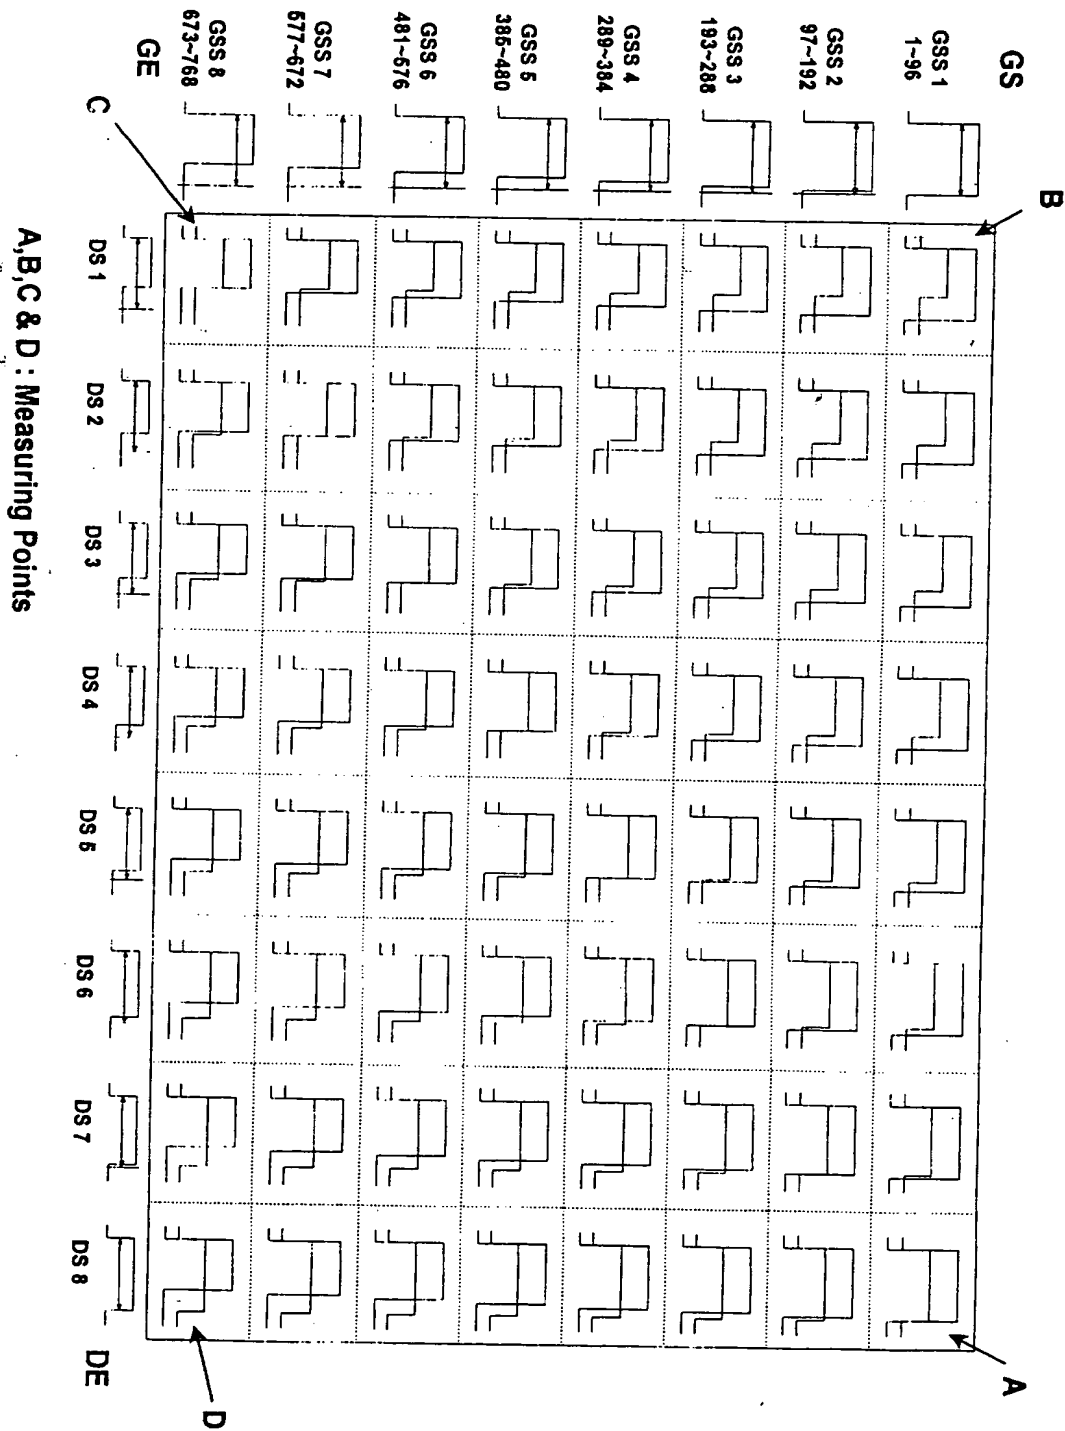 GS
GSS 1
1~96
GSS 2
97~192
GSS 3
193~288
GSS 4
289~384
GSS 5
385~480
GSS 6
481~576
GSS 7
577~672
GSS 8
673~768
GE
B
A
C
D
DS 1
DS 2
DS 3
DS 4
DS 5
DS 6
DS 7
DS 8
DE
A,B,C & D : Measuring Points